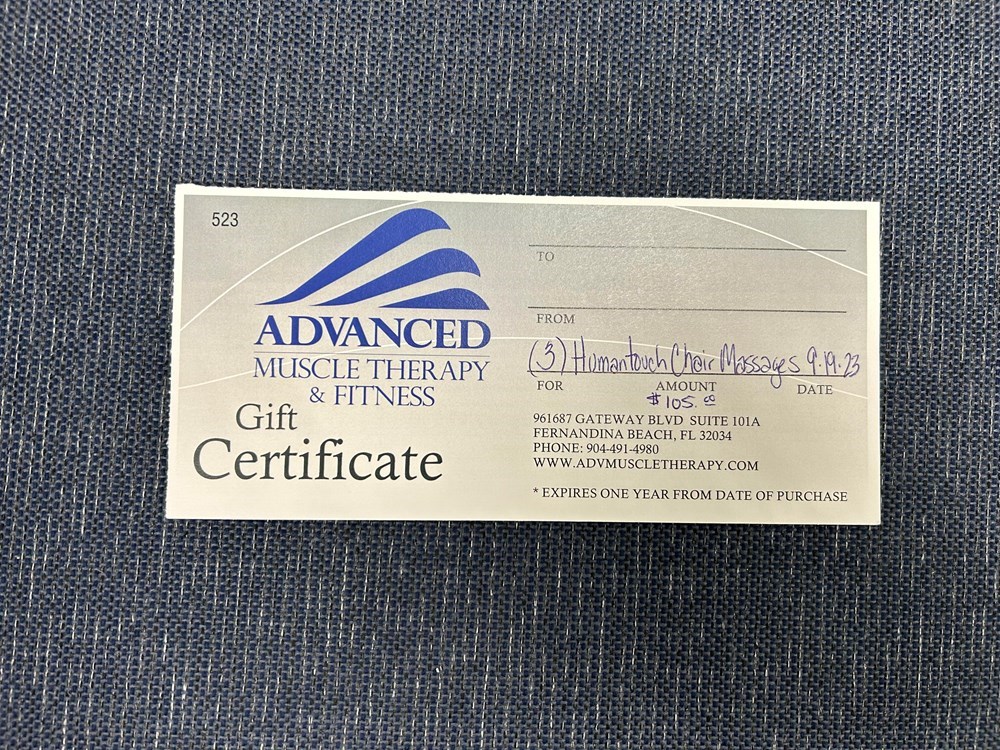 523
ADVANCED
MUSCLE THERAPY
& FITNESS
Gift
Certificate
TO
FROM
(3) Humantouch Chair Massages 9.19.23
FOR AMOUNT DATE
$105.00
961687 GATEWAY BLVD SUITE 101A
FERNANDINA BEACH, FL 32034
PHONE: 904-491-4980
WWW.ADVMUSCLETHERAPY.COM
* EXPIRES ONE YEAR FROM DATE OF PURCHASE